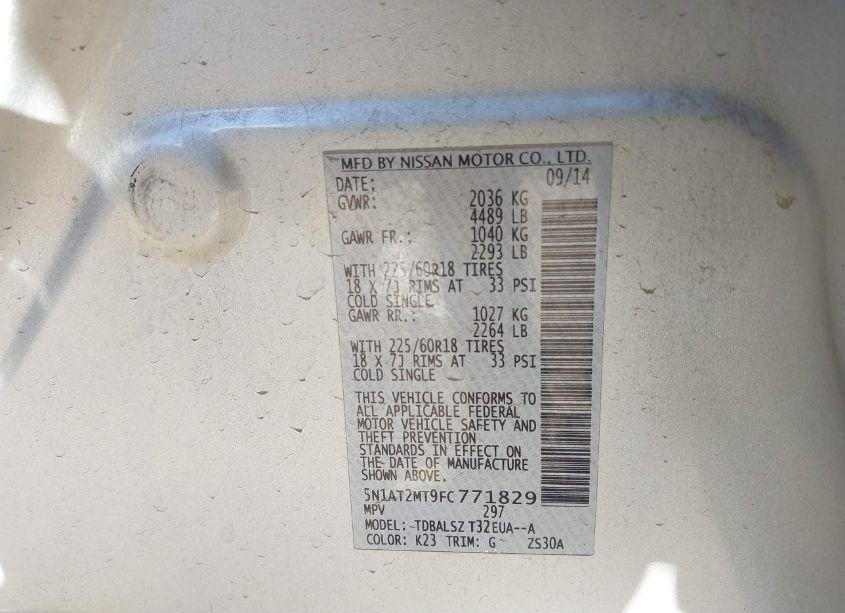 MFD BY NISSAN MOTOR CO., LTD.
DATE: 09/14
GVWR: 2036 KG
4489 LB
GAWR FR.: 1040 KG
2293 LB
WITH 225/60R18 TIRES
18 X 7J RIMS AT 33 PSI
COLD SINGLE
GAWR RR.: 1027 KG
2264 LB
WITH 225/60R18 TIRES
18 X 7J RIMS AT 33 PSI
COLD SINGLE
THIS VEHICLE CONFORMS TO
ALL APPLICABLE FEDERAL
MOTOR VEHICLE SAFETY AND
THEFT PREVENTION
STANDARDS IN EFFECT ON
THE DATE OF MANUFACTURE
SHOWN ABOVE.
5N1AT2MT9FC771829
MPV 297
MODEL: TDBALSZ T32EUA--A
COLOR: K23 TRIM: G ZS30A